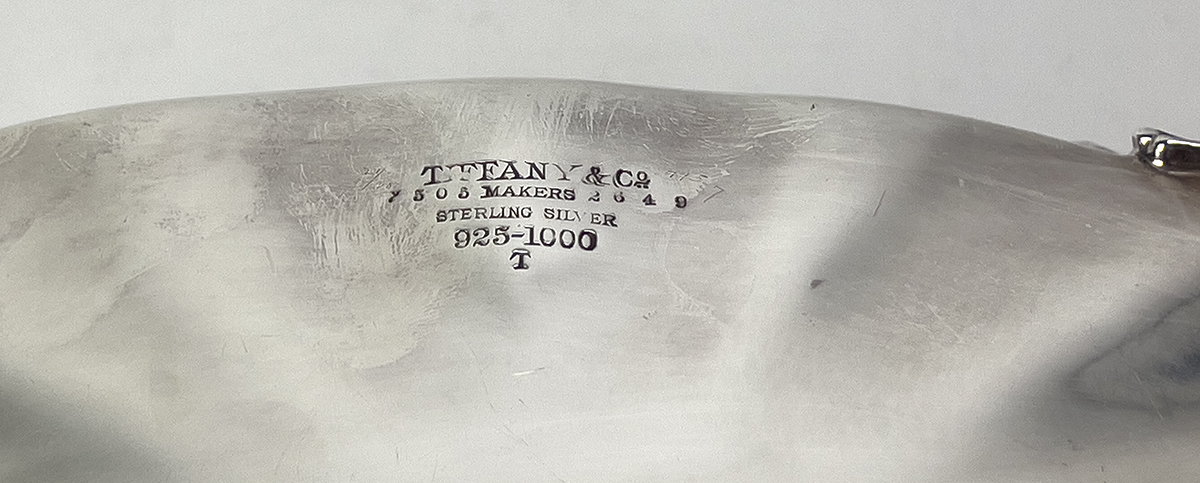 TIFFANY & Co
7505 MAKERS 2649
STERLING SILVER
925-1000
T